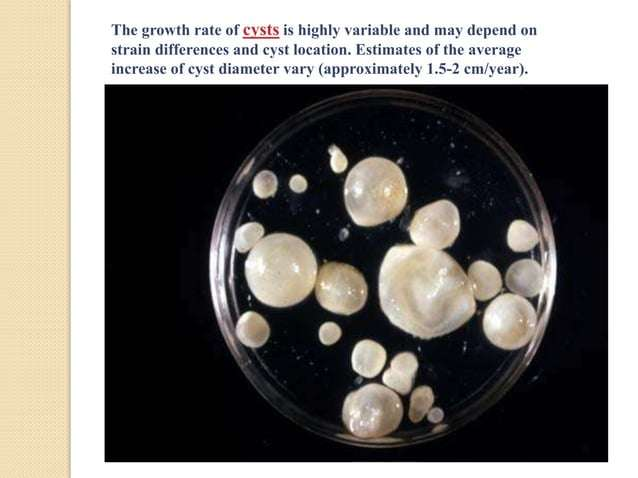 The growth rate of cysts is highly variable and may depend on
strain differences and cyst location. Estimates of the average
increase of cyst diameter vary (approximately 1.5-2 cm/year).